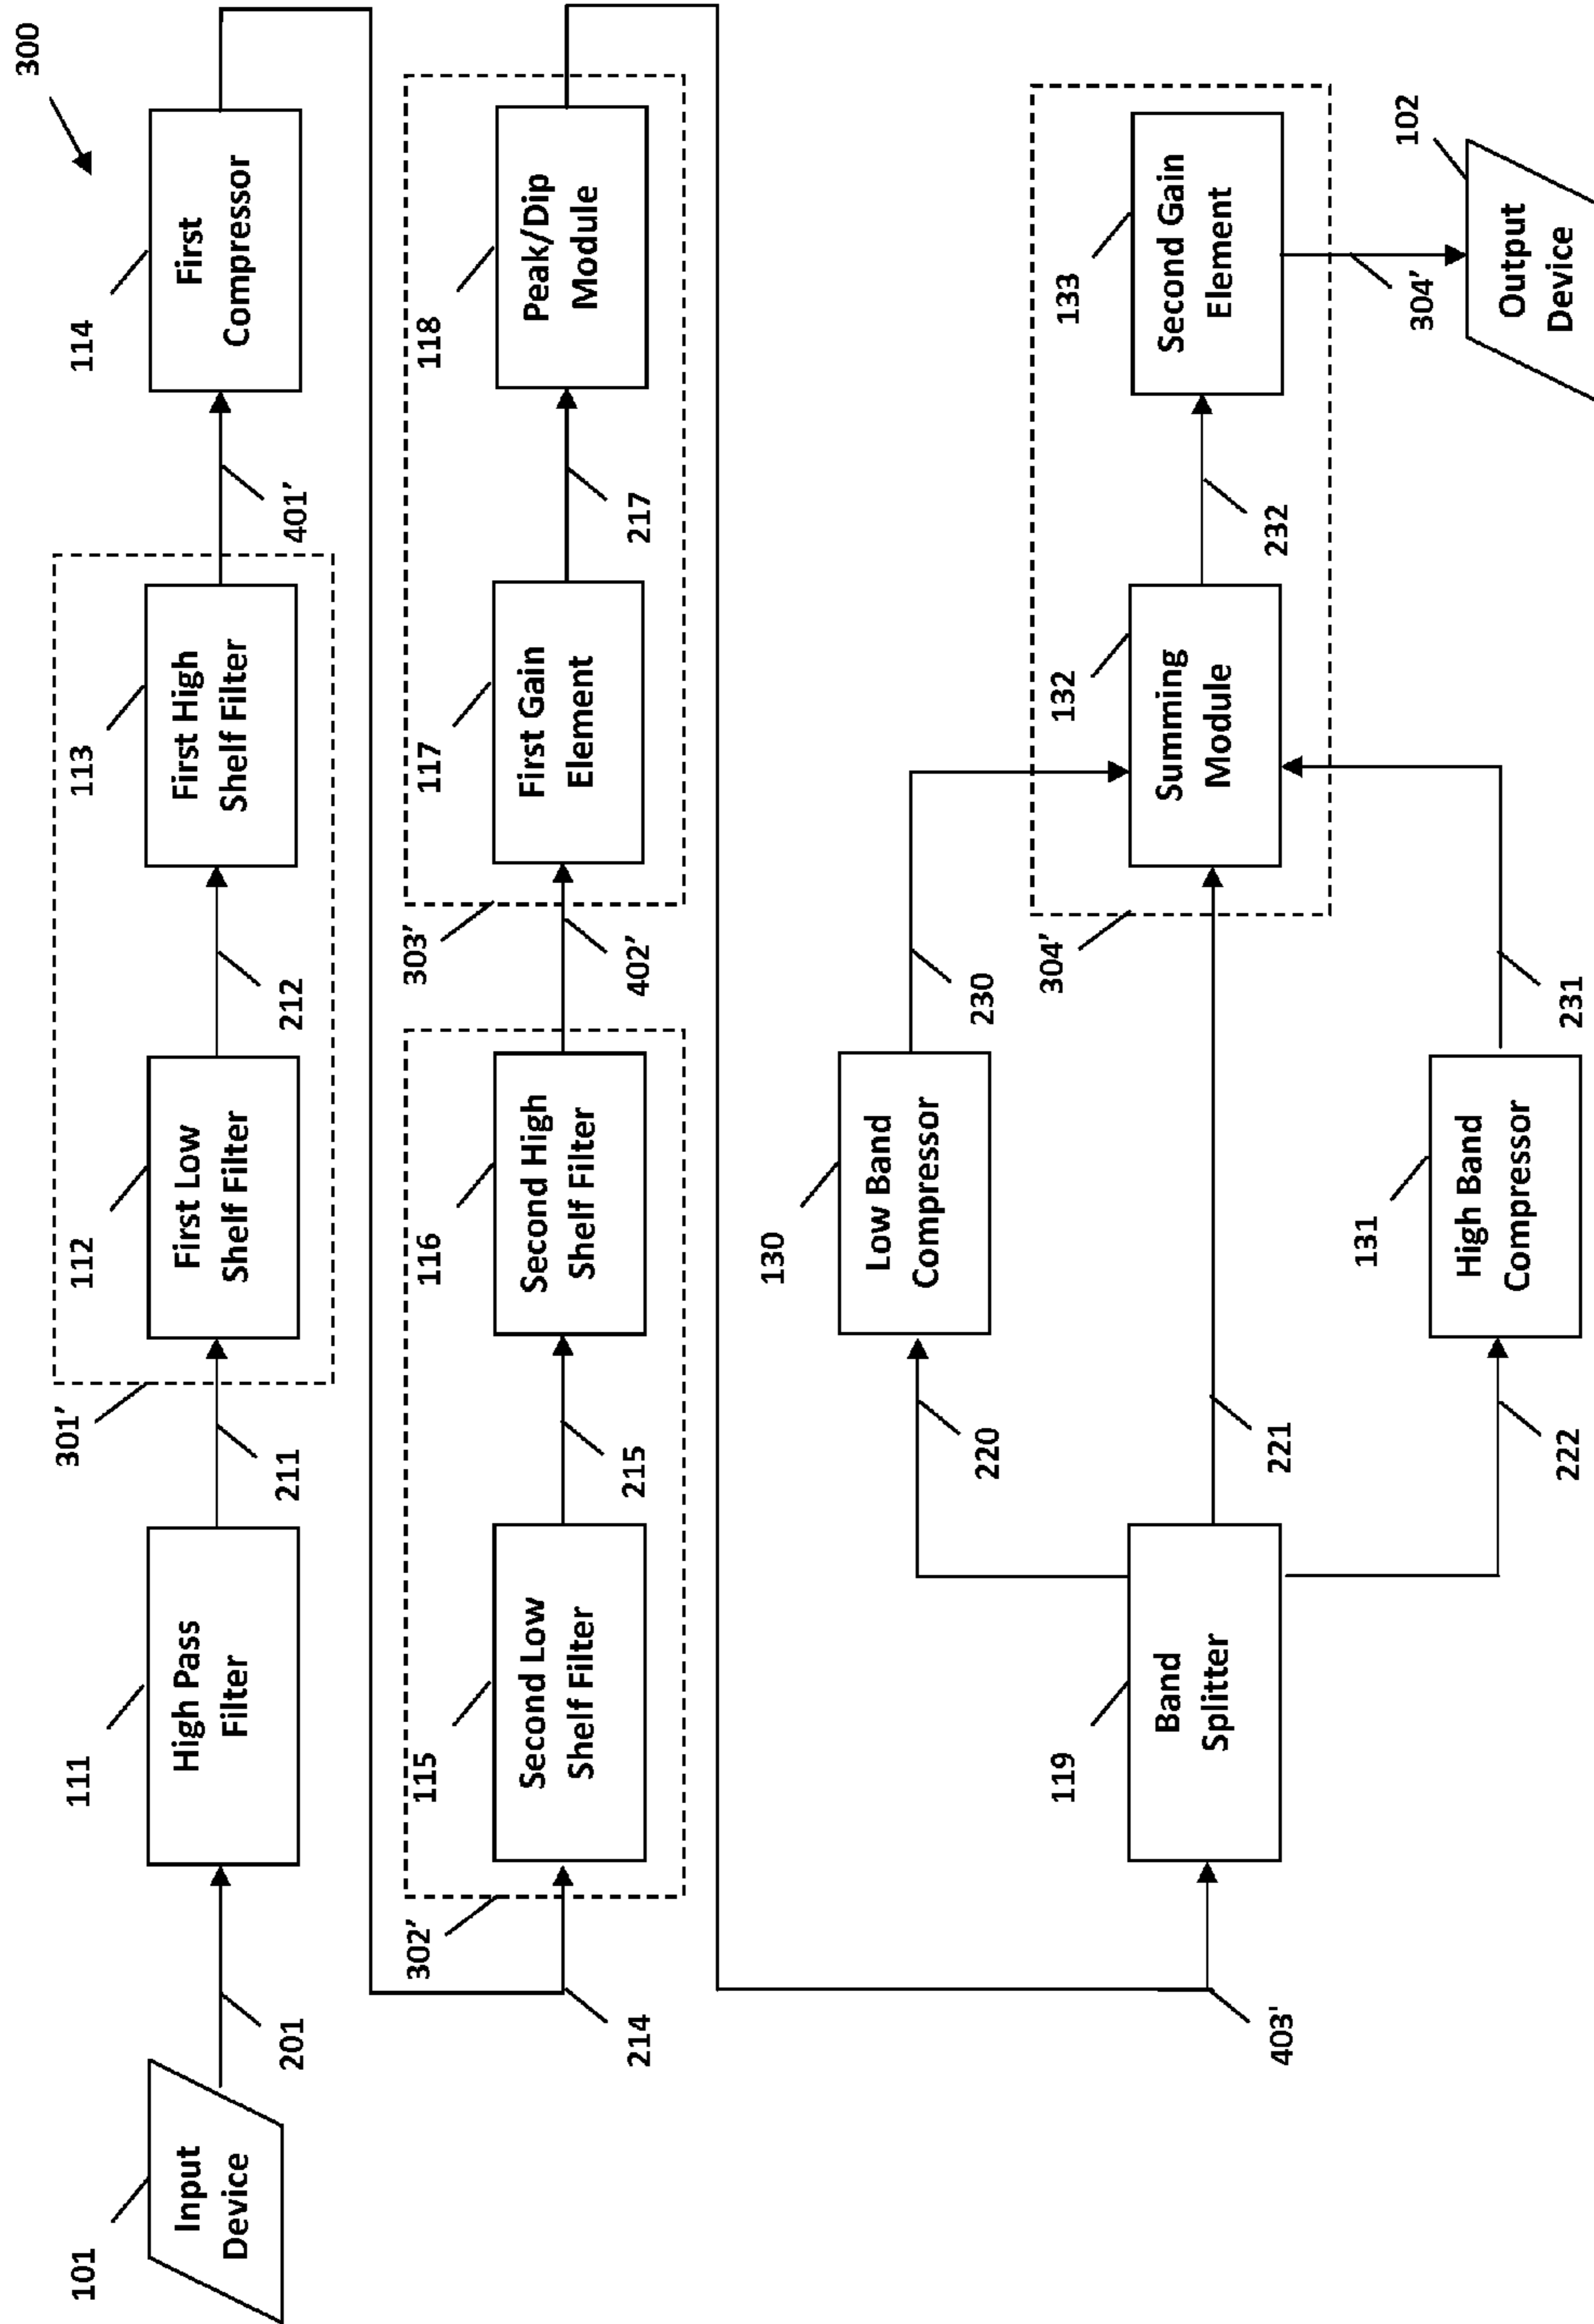 300
101
Input
Device
201
111
High Pass
Filter
211
301'
112
First Low
Shelf Filter
212
113
First High
Shelf Filter
401'
114
First
Compressor
214
302'
115
Second Low
Shelf Filter
215
116
Second High
Shelf Filter
402'
303'
117
First Gain
Element
217
118
Peak/Dip
Module
403'
119
Band
Splitter
220
221
222
130
Low Band
Compressor
131
High Band
Compressor
230
231
304'
132
Summing
Module
232
133
Second Gain
Element
304'
102
Output
Device